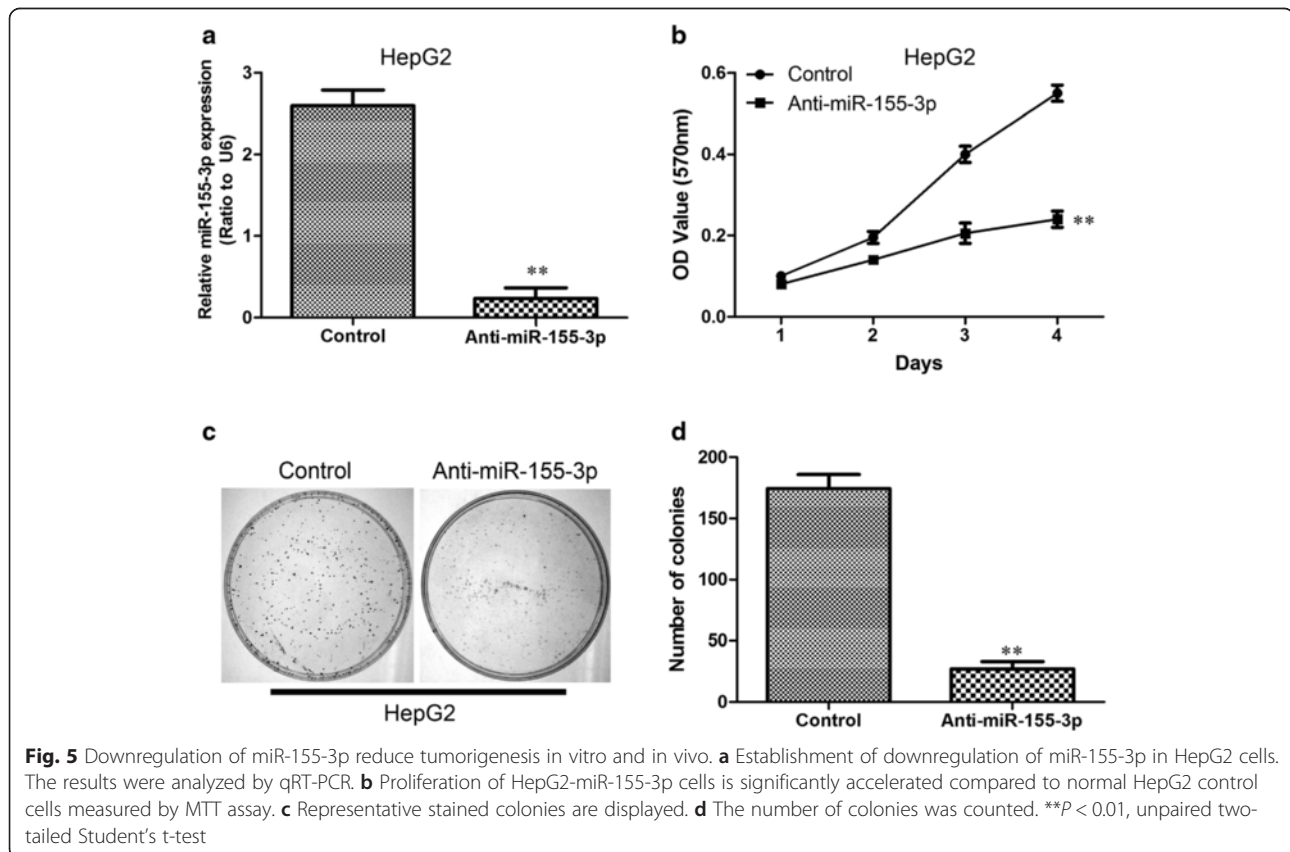 a
HepG2
Relative miR-155-3p expression
(Ratio to U6)
3
2
1
0
**
Control
Anti-miR-155-3p
b
HepG2
Control
Anti-miR-155-3p
OD Value (570nm)
0.6
0.4
0.2
0.0
**
1
2
3
4
Days
c
Control
Anti-miR-155-3p
HepG2
d
Number of colonies
200
150
100
50
0
**
Control
Anti-miR-155-3p
Fig. 5 Downregulation of miR-155-3p reduce tumorigenesis in vitro and in vivo. a Establishment of downregulation of miR-155-3p in HepG2 cells.
The results were analyzed by qRT-PCR. b Proliferation of HepG2-miR-155-3p cells is significantly accelerated compared to normal HepG2 control
cells measured by MTT assay. c Representative stained colonies are displayed. d The number of colonies was counted. **P < 0.01, unpaired two-
tailed Student’s t-test